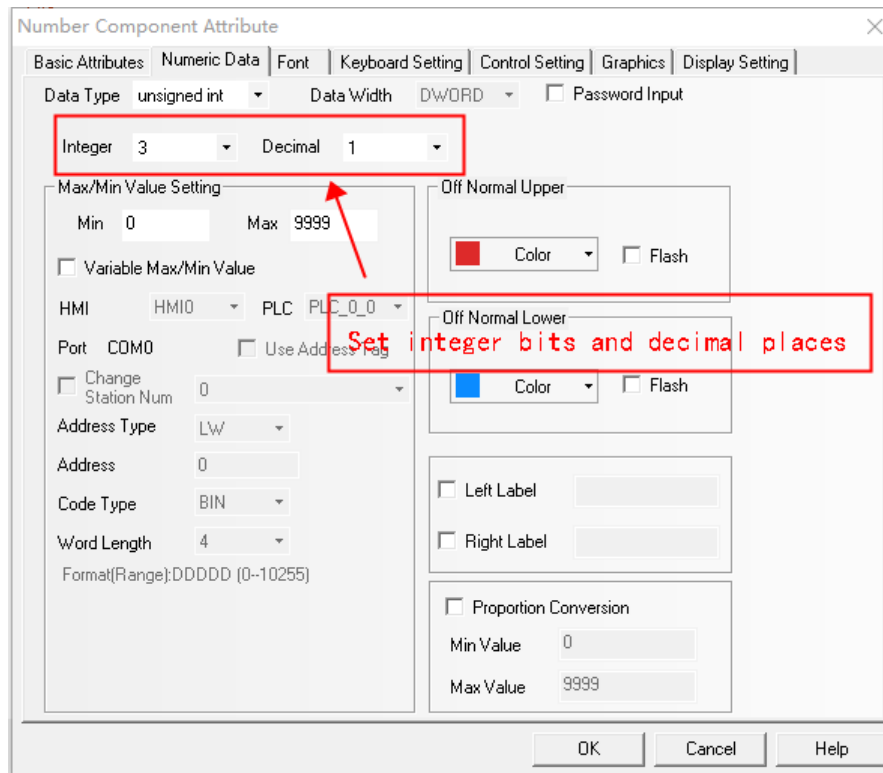 Number Component Attribute
Basic Attributes Numeric Data Font Keyboard Setting Control Setting Graphics Display Setting
Data Type unsigned int Data Width DWORD Password Input
Integer 3 Decimal 1
Max/Min Value Setting
Min 0 Max 9999
Variable Max/Min Value
HMI HMI0 PLC PLC_0_0
Port COM0 Use Address Tag
Change
Station Num 0
Address Type LW
Address 0
Code Type BIN
Word Length 4
Format(Range):DDDDD (0--10255)
Off Normal Upper
Color Flash
Off Normal Lower
Set integer bits and decimal places
Color Flash
Left Label
Right Label
Proportion Conversion
Min Value 0
Max Value 9999
OK Cancel Help